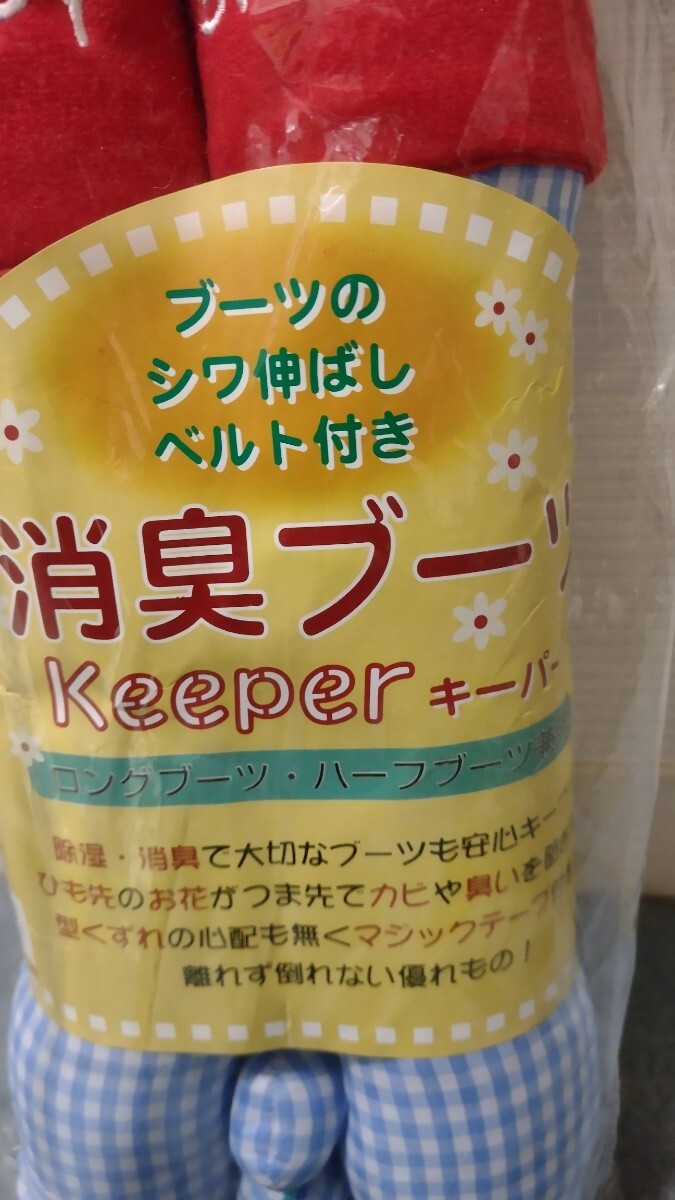 ブーツの
シワ伸ばし
ベルト付き
消臭ブーツ
Keeper キーパー
ロングブーツ・ハーフブーツ兼
除湿・消臭で大切なブーツも安心キー
ひも先のお花がつま先でカビや臭いを
型くずれの心配も無くマジックテープ
離れず倒れない優れもの！